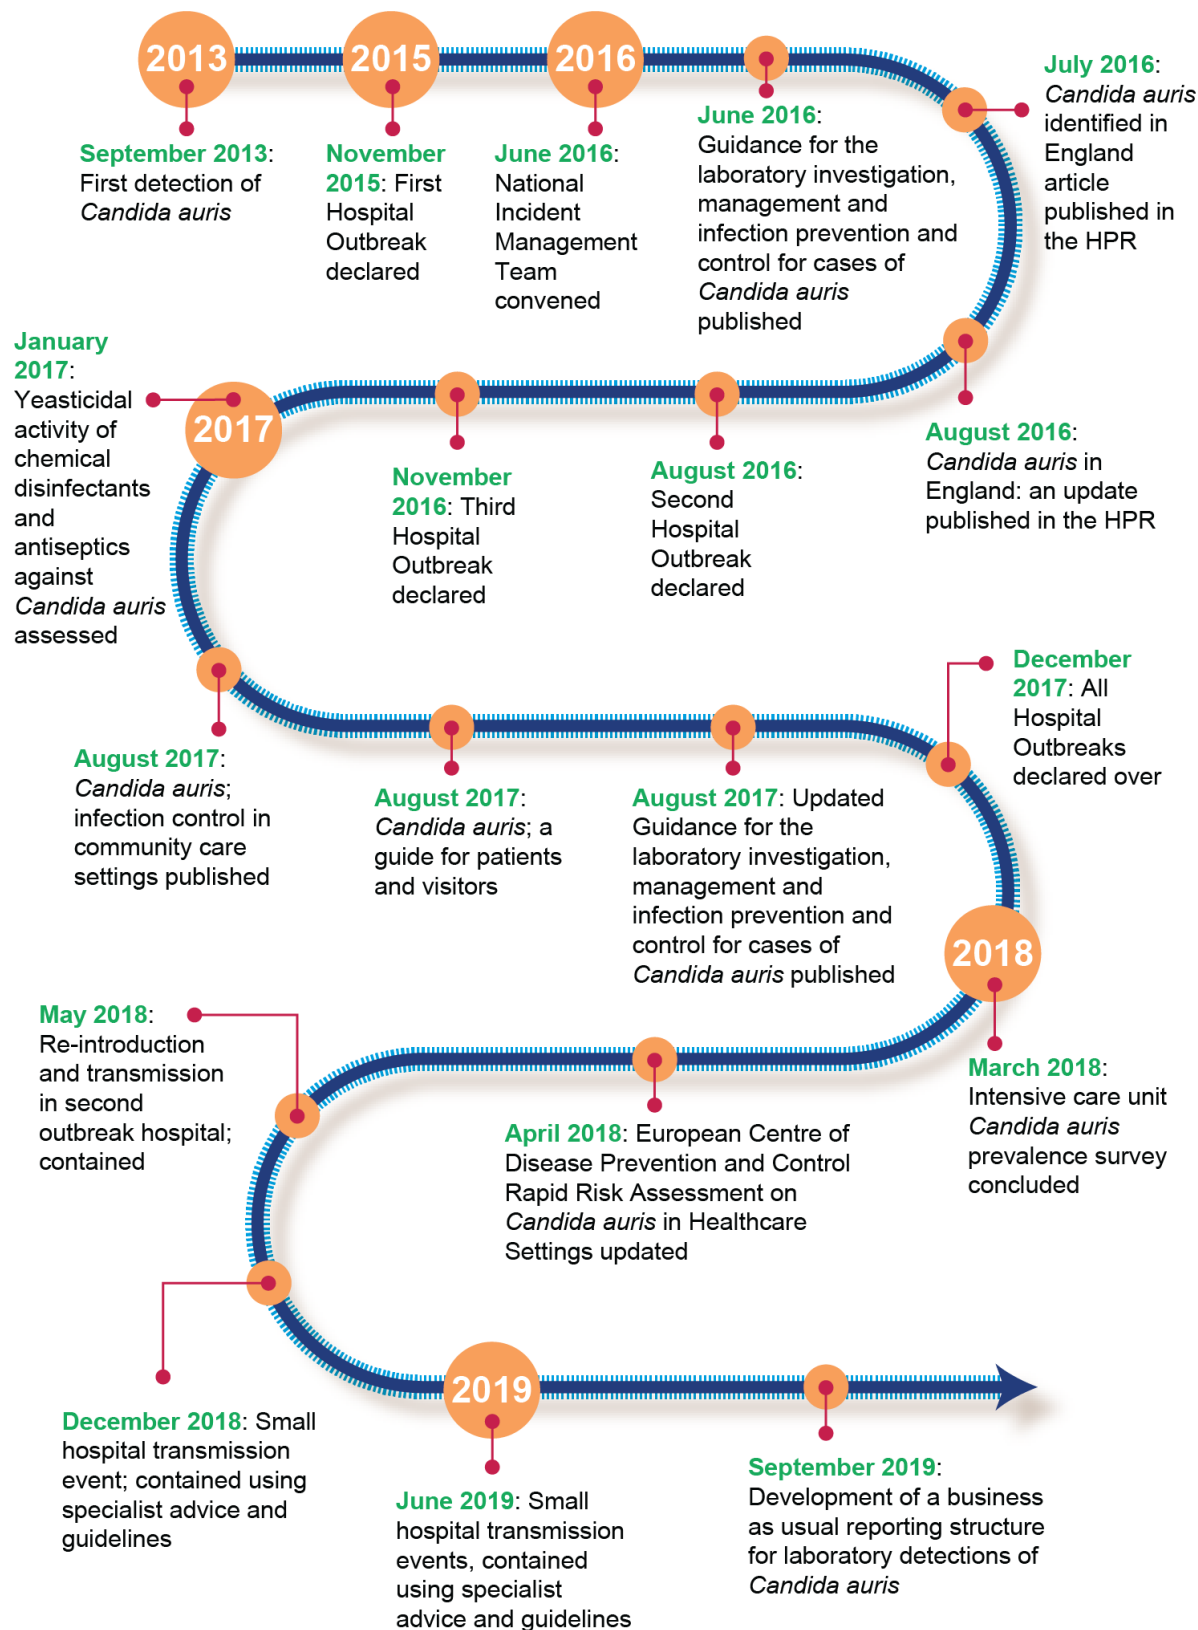 2013
September 2013:
First detection of
Candida auris
2015
November
2015: First
Hospital
Outbreak
declared
2016
June 2016:
National
Incident
Management
Team
convened
June 2016:
Guidance for the
laboratory investigation,
management and
infection prevention and
control for cases of
Candida auris
published
July 2016:
Candida auris
identified in
England
article
published in
the HPR
August 2016:
Candida auris in
England: an update
published in the HPR
August 2016:
Second
Hospital
Outbreak
declared
November
2016: Third
Hospital
Outbreak
declared
2017
January
2017:
Yeasticidal
activity of
chemical
disinfectants
and
antiseptics
against
Candida auris
assessed
August 2017:
Candida auris;
infection control in
community care
settings published
August 2017:
Candida auris; a
guide for patients
and visitors
August 2017: Updated
Guidance for the
laboratory investigation,
management and
infection prevention and
control for cases of
Candida auris published
December
2017: All
Hospital
Outbreaks
declared over
2018
March 2018:
Intensive care unit
Candida auris
prevalence survey
concluded
April 2018: European Centre of
Disease Prevention and Control
Rapid Risk Assessment on
Candida auris in Healthcare
Settings updated
May 2018:
Re-introduction
and transmission
in second
outbreak hospital;
contained
December 2018: Small
hospital transmission
event; contained using
specialist advice and
guidelines
2019
June 2019: Small
hospital transmission
events, contained
using specialist
advice and guidelines
September 2019:
Development of a business
as usual reporting structure
for laboratory detections of
Candida auris